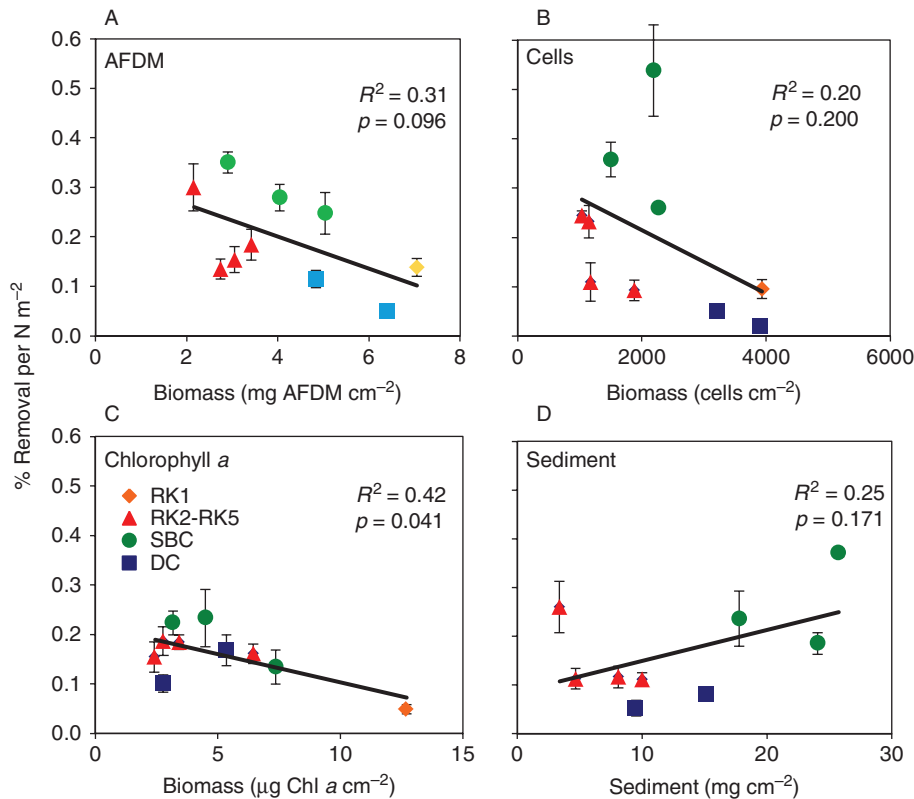 A
AFDM
R² = 0.31
p = 0.096
0.6
0.5
0.4
0.3
0.2
0.1
0.0
0 2 4 6 8
Biomass (mg AFDM cm⁻²)
B
Cells
R² = 0.20
p = 0.200
0 2000 4000 6000
Biomass (cells cm⁻²)
% Removal per N m⁻²
C
Chlorophyll a
R² = 0.42
p = 0.041
RK1
RK2-RK5
SBC
DC
0.6
0.5
0.4
0.3
0.2
0.1
0.0
0 5 10 15
Biomass (µg Chl a cm⁻²)
D
Sediment
R² = 0.25
p = 0.171
0 10 20 30
Sediment (mg cm⁻²)